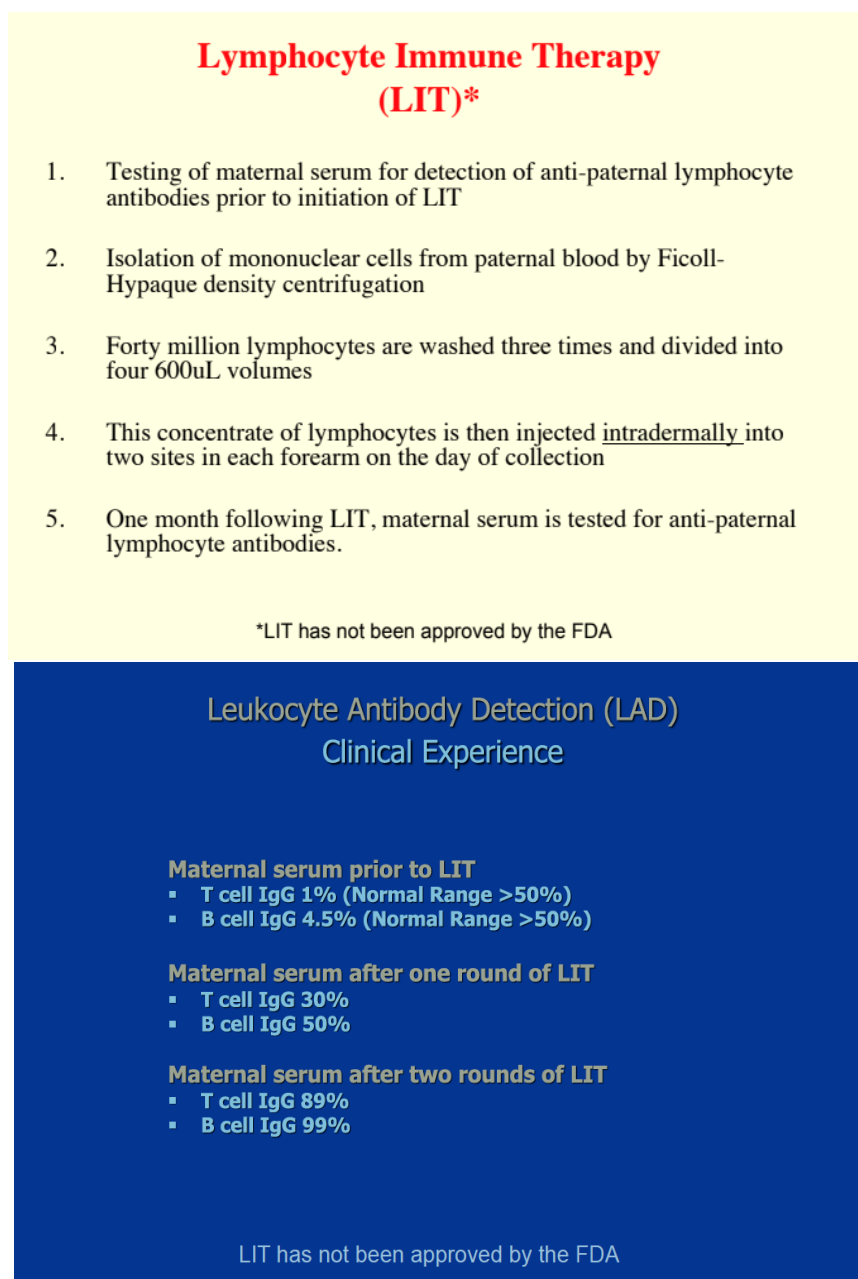 Lymphocyte Immune Therapy
(LIT)*
1. Testing of maternal serum for detection of anti-paternal lymphocyte
antibodies prior to initiation of LIT
2. Isolation of mononuclear cells from paternal blood by Ficoll-
Hypaque density centrifugation
3. Forty million lymphocytes are washed three times and divided into
four 600uL volumes
4. This concentrate of lymphocytes is then injected intradermally into
two sites in each forearm on the day of collection
5. One month following LIT, maternal serum is tested for anti-paternal
lymphocyte antibodies.
*LIT has not been approved by the FDA
Leukocyte Antibody Detection (LAD)
Clinical Experience
Maternal serum prior to LIT
▪ T cell IgG 1% (Normal Range >50%)
▪ B cell IgG 4.5% (Normal Range >50%)
Maternal serum after one round of LIT
▪ T cell IgG 30%
▪ B cell IgG 50%
Maternal serum after two rounds of LIT
▪ T cell IgG 89%
▪ B cell IgG 99%
LIT has not been approved by the FDA